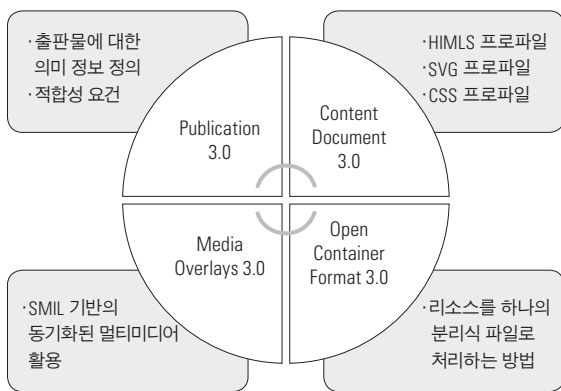 ·출판물에 대한
의미 정보 정의
·적합성 요건
Publication
3.0
·HIMLS 프로파일
·SVG 프로파일
·CSS 프로파일
Content
Document
3.0
·SMIL 기반의
동기화된 멀티미디어
활용
Media
Overlays 3.0
Open
Container
Format 3.0
·리소스를 하나의
분리식 파일로
처리하는 방법